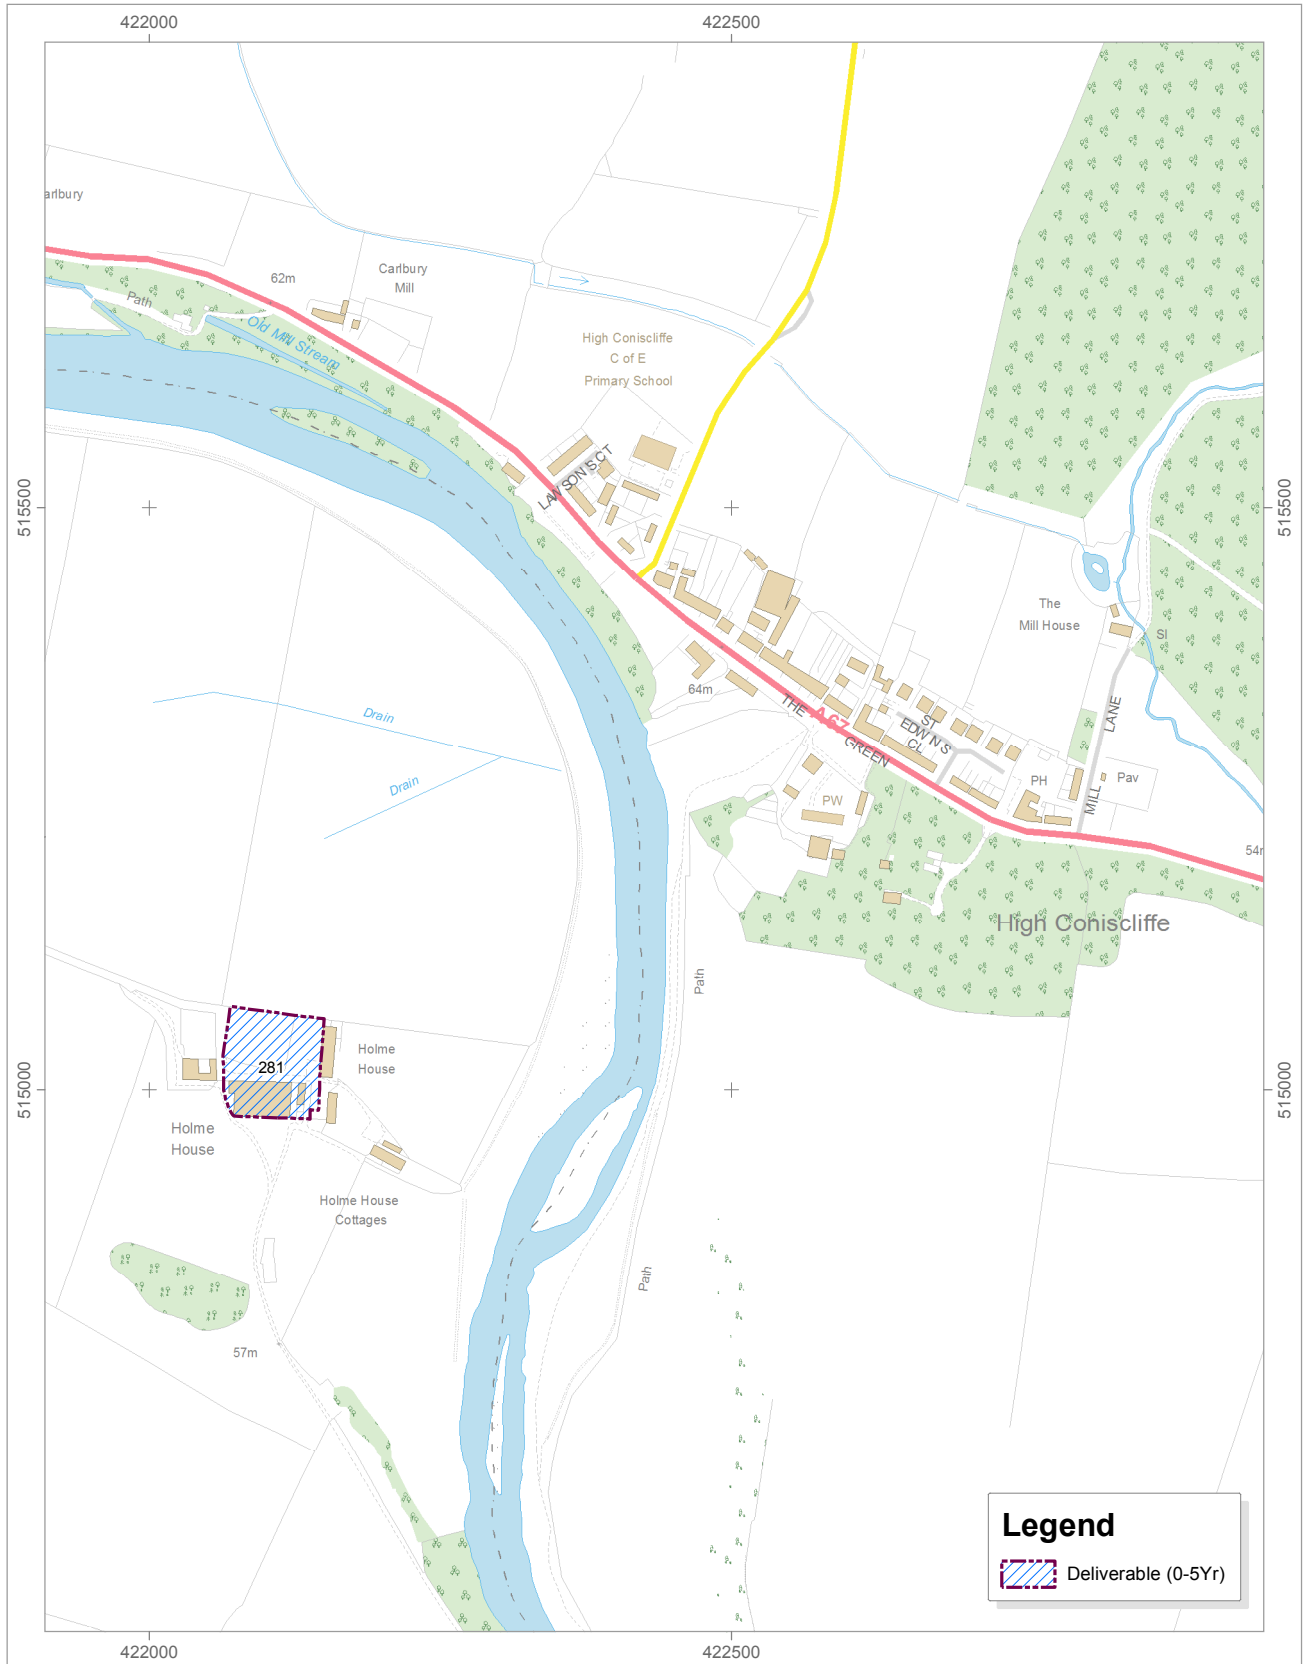 422000
422500
arlbury
62m
Carlbury
Mill
Path
Old Mill Stream
High Coniscliffe
C of E
Primary School
LAWSONS CT
515500
515500
The
Mill House
SI
64m
THE GREEN
A67
ST
EDWINS
CL
MILL LANE
PH
Pav
PW
Drain
Drain
54m
High Coniscliffe
Path
281
Holme
House
515000
515000
Holme
House
Holme House
Cottages
Path
57m
Legend
Deliverable (0-5Yr)
422000
422500